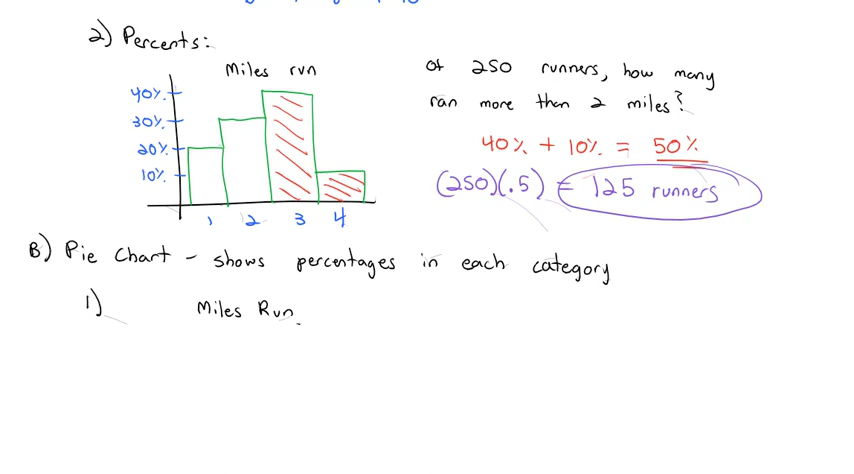 2) Percents:
Miles run
40%
30%
20%
10%
1 2 3 4
Of 250 runners, how many
ran more than 2 miles?
40% + 10% = 50%
(250)(.5) = 125 runners
B) Pie Chart - shows percentages in each category
1) Miles Run